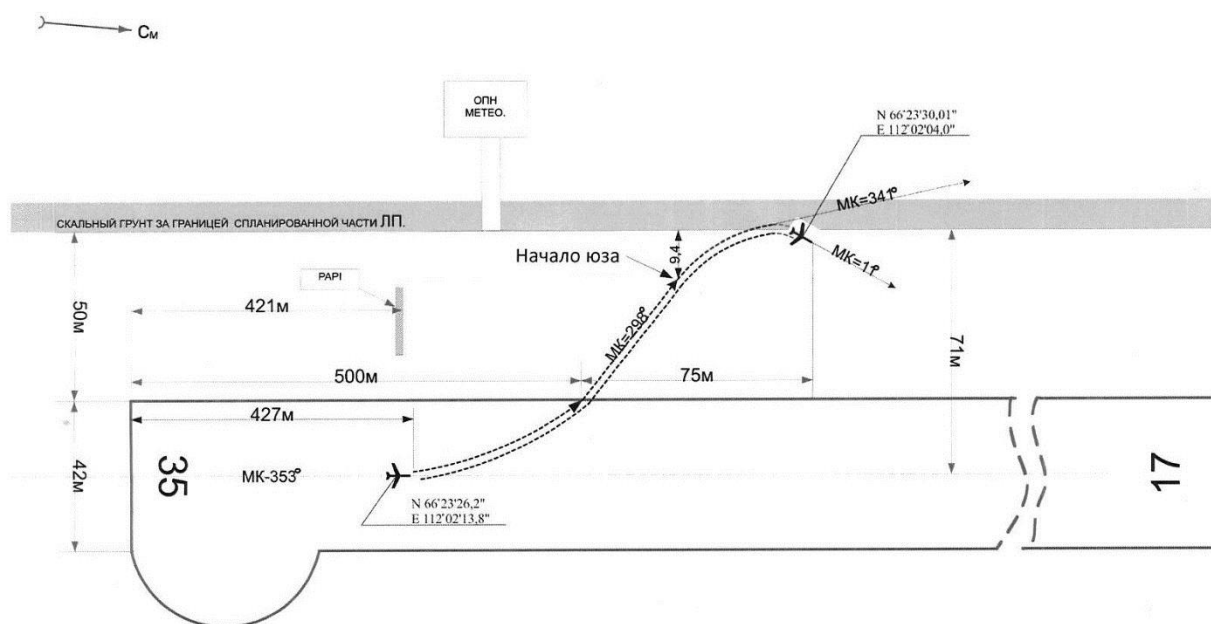 См
ОПН
МЕТЕО.
N 66°23'30,01"
E 112°02'04,0"
МК=341°
СКАЛЬНЫЙ ГРУНТ ЗА ГРАНИЦЕЙ СПЛАНИРОВАННОЙ ЧАСТИ ЛП.
9,4
Начало юза
МК=11°
PAPI
421м
50м
МК=298°
71м
500м
75м
427м
42м
35
МК-353°
17
N 66°23'26,2"
E 112°02'13,8"